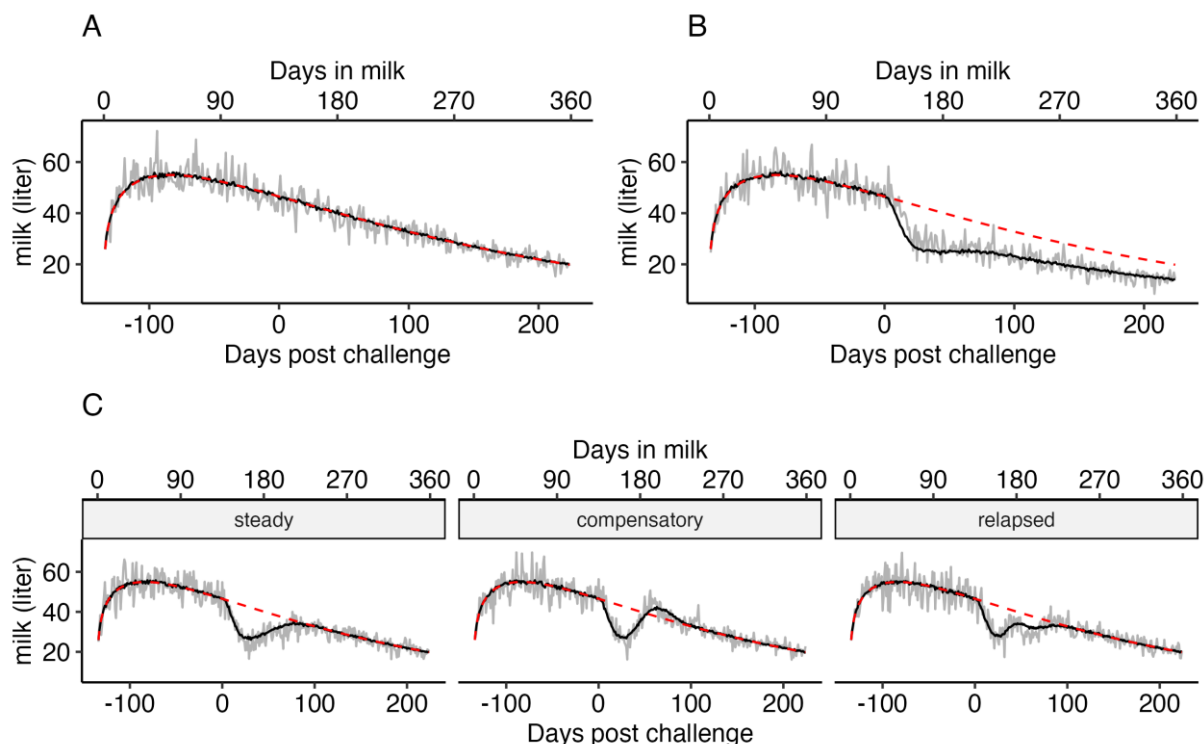 A
B
Days in milk
Days in milk
0 90 180 270 360
0 90 180 270 360
milk (liter)
60
40
20
milk (liter)
60
40
20
-100 0 100 200
-100 0 100 200
Days post challenge
Days post challenge
C
Days in milk
0 90 180 270 360
0 90 180 270 360
0 90 180 270 360
steady
compensatory
relapsed
milk (liter)
60
40
20
-100 0 100 200
-100 0 100 200
-100 0 100 200
Days post challenge